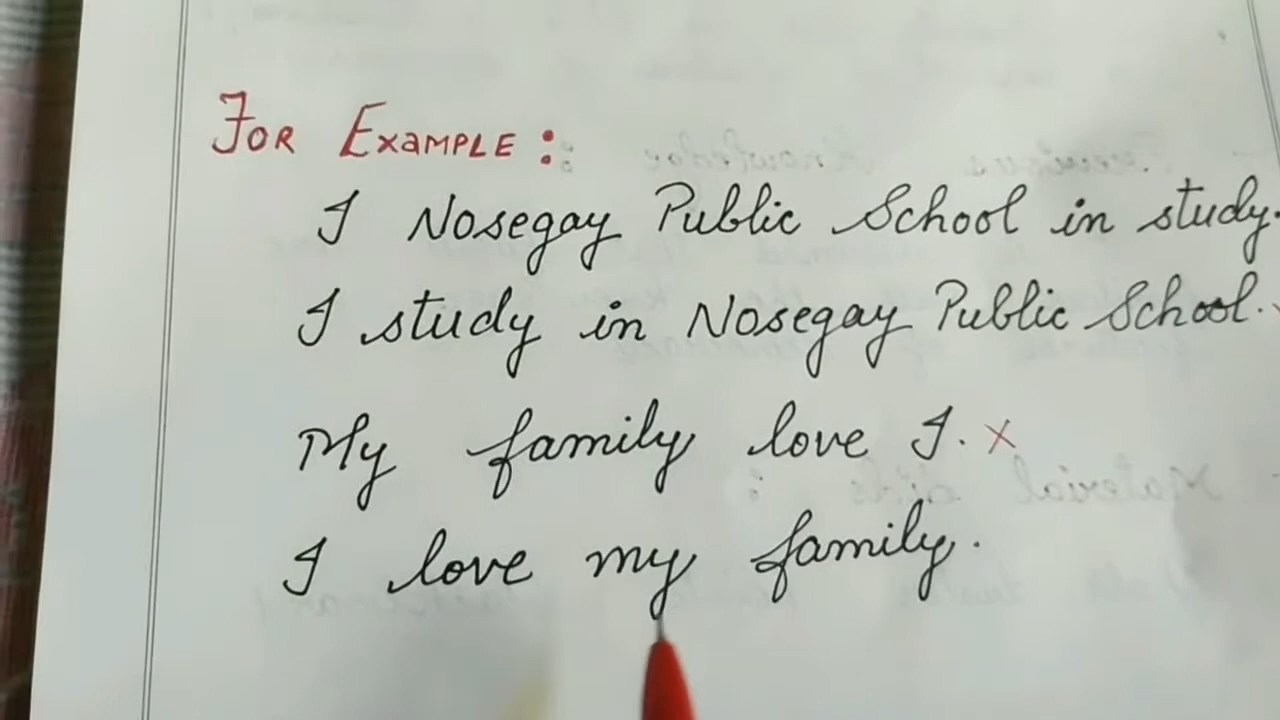 FOR EXAMPLE :
I Nosegay Public School in study.
I study in Nosegay Public School.
My family love I. ×
I love my family.